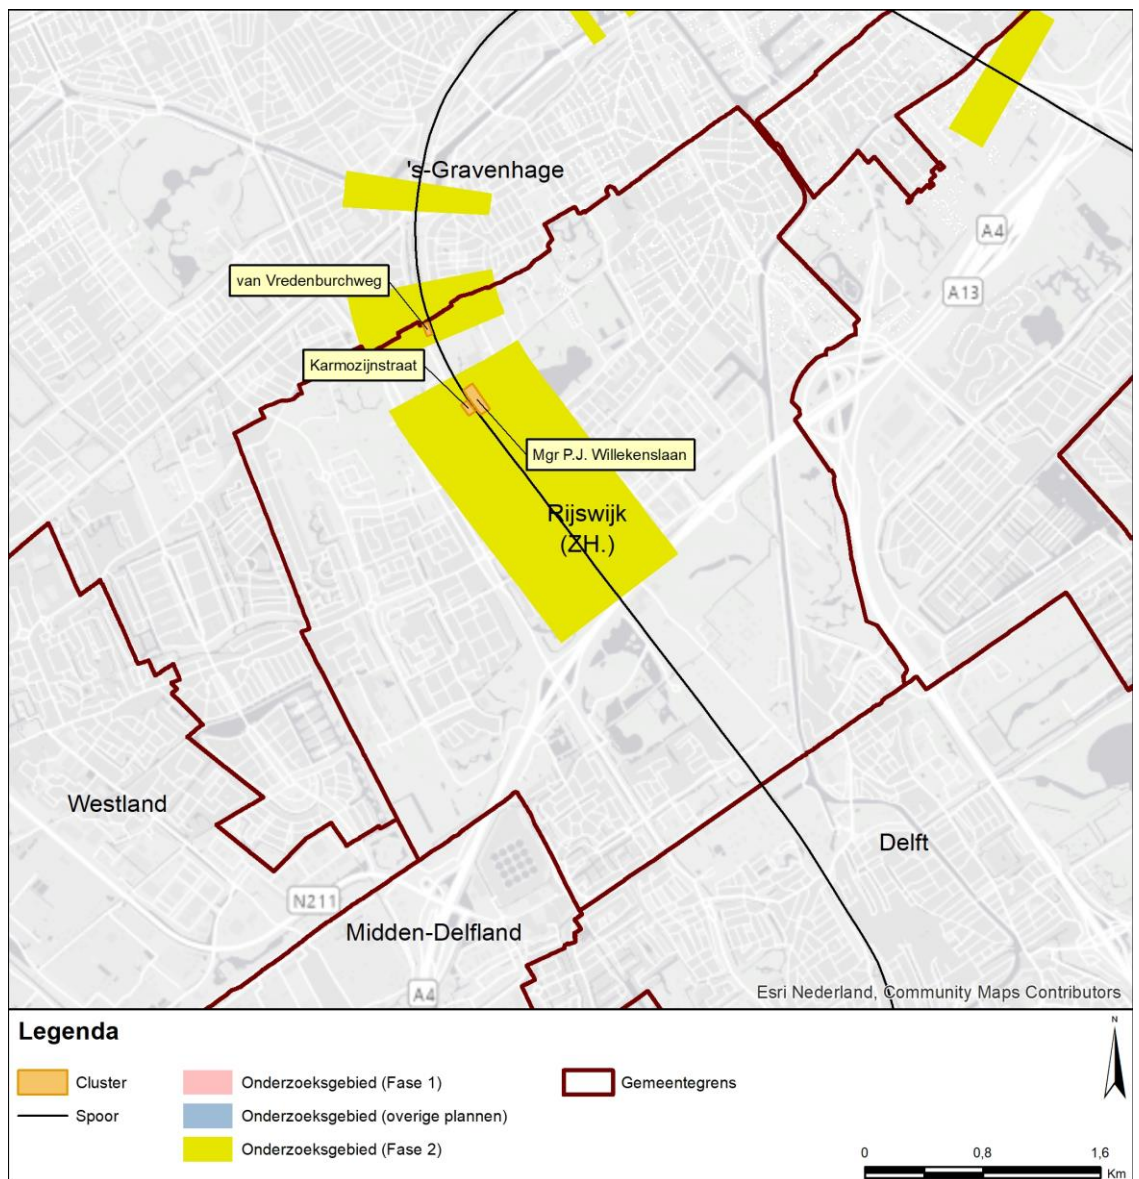 's-Gravenhage
A4
A13
van Vredenburchweg
Karmozijnstraat
Mgr P.J. Willekenslaan
Rijswijk
(ZH.)
Westland
Delft
N211
Midden-Delfland
A4
Esri Nederland, Community Maps Contributors
Legenda
N
Cluster
Onderzoeksgebied (Fase 1)
Gemeentegrens
Spoor
Onderzoeksgebied (overige plannen)
Onderzoeksgebied (Fase 2)
0 0,8 1,6
Km